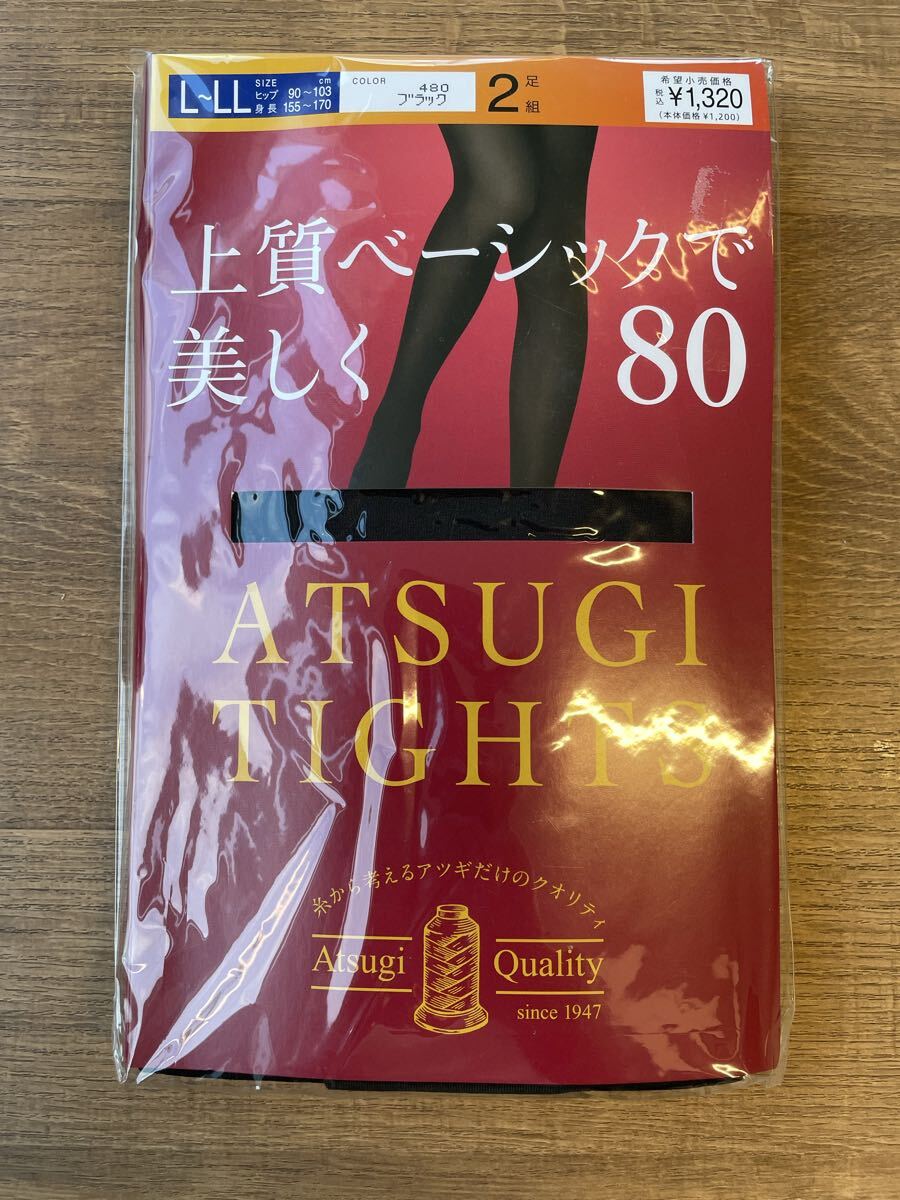 L~LL
SIZE cm
ヒップ 90~103
身長 155~170
COLOR
480
ブラック
2足組
希望小売価格
税込 ¥1,320
(本体価格 ¥1,200)
上質ベーシックで
美しく 80
ATSUGI
TIGHTS
糸から考えるアツギだけのクオリティ
Atsugi Quality
since 1947